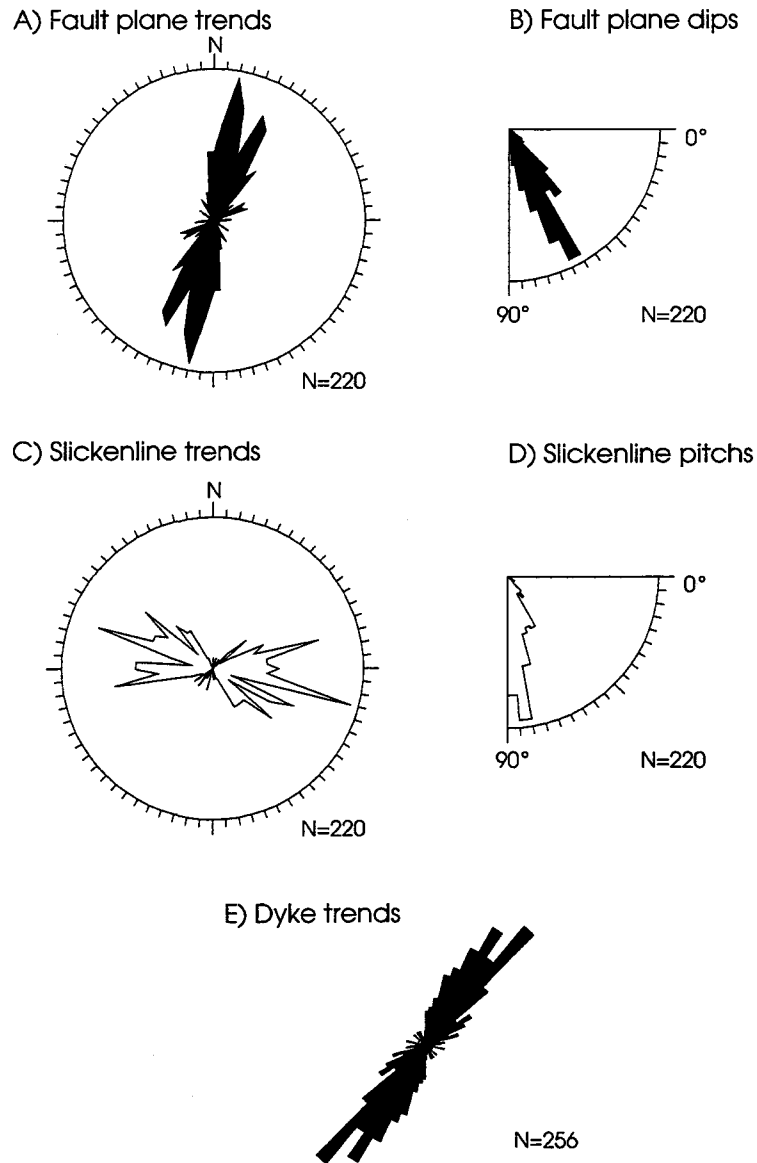 A) Fault plane trends
B) Fault plane dips
N
0°
90°
N=220
N=220
C) Slickenline trends
D) Slickenline pitchs
N
0°
90°
N=220
N=220
E) Dyke trends
N=256